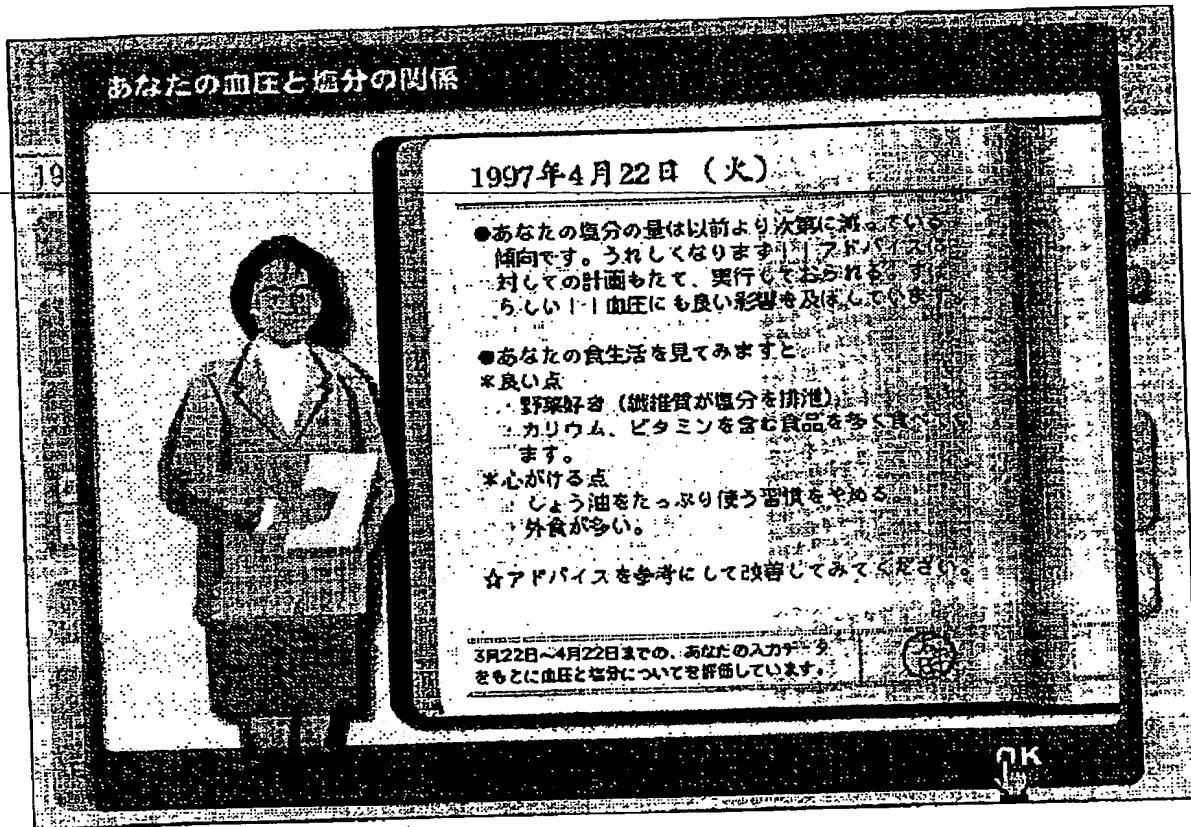 あなたの血圧と塩分の関係
19
1997年4月22日（火）
●あなたの塩分の量は以前より次第に減っている
傾向です。うれしくなります！！アドバイスに
対しての計画もたて、実行しておられる。すば
らしい！！血圧にも良い影響を及ぼしています。
●あなたの食生活を見てみますと
＊良い点
・野菜好き（繊維質が塩分を排泄）
・カリウム、ビタミンを含む食品を多く食べ
ます。
＊心がける点
・しょう油をたっぷり使う習慣をやめる
・外食が多い。
☆アドバイスを参考にして改善してみてください。
3月22日〜4月22日までの、あなたの入力データ
をもとに血圧と塩分についてを評価しています。
OK